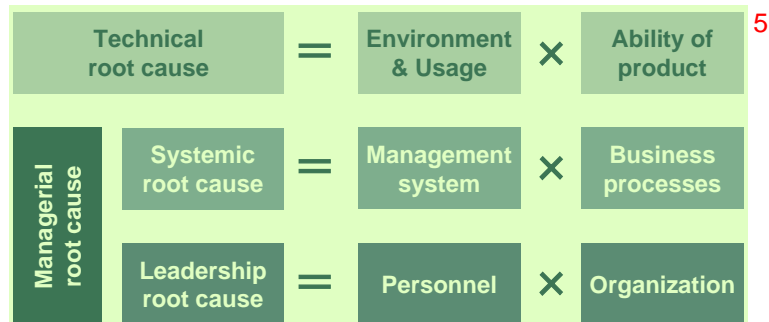 Technical
root cause
=
Environment
& Usage
×
Ability of
product
5
Managerial
root cause
Systemic
root cause
=
Management
system
×
Business
processes
Leadership
root cause
=
Personnel
×
Organization